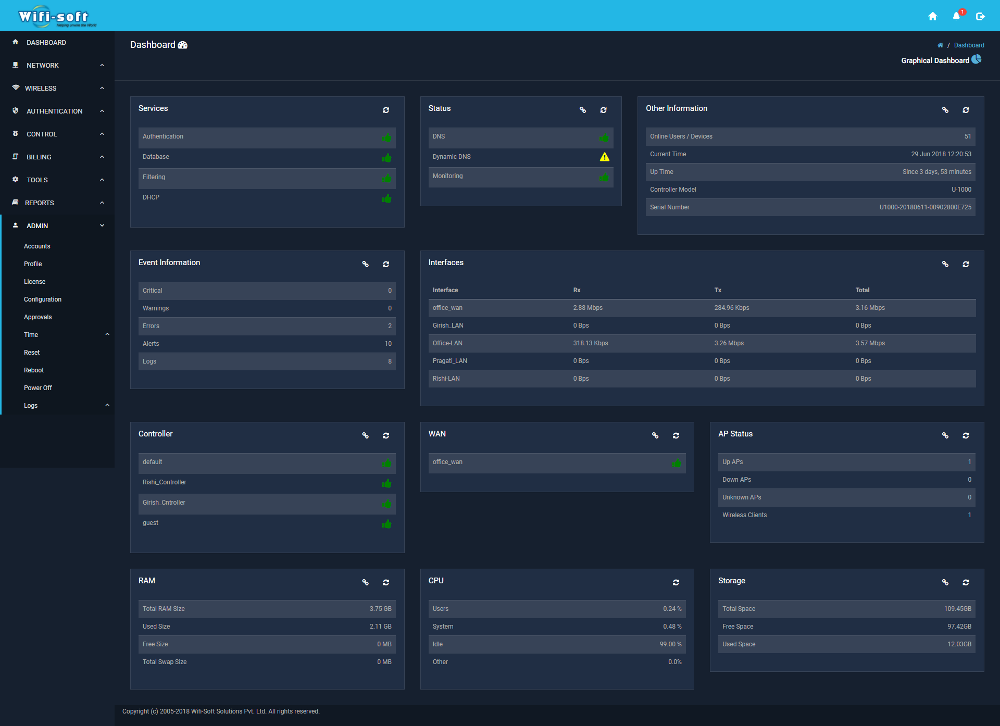 Wifi-soft
Helping unwire the World
1
DASHBOARD
NETWORK
WIRELESS
AUTHENTICATION
CONTROL
BILLING
TOOLS
REPORTS
ADMIN
Accounts
Profile
License
Configuration
Approvals
Time
Reset
Reboot
Power Off
Logs
Dashboard
/ Dashboard
Graphical Dashboard
Services
Authentication
Database
Filtering
DHCP
Status
DNS
Dynamic DNS
Monitoring
Other Information
Online Users / Devices 51
Current Time 29 Jun 2018 12:20:53
Up Time Since 3 days, 53 minutes
Controller Model U-1000
Serial Number U1000-20180611-00902800E725
Event Information
Critical 0
Warnings 0
Errors 2
Alerts 10
Logs 8
Interfaces
Interface Rx Tx Total
office_wan 2.88 Mbps 284.96 Kbps 3.16 Mbps
Girish_LAN 0 Bps 0 Bps 0 Bps
Office-LAN 318.13 Kbps 3.26 Mbps 3.57 Mbps
Pragati_LAN 0 Bps 0 Bps 0 Bps
Rishi-LAN 0 Bps 0 Bps 0 Bps
Controller
default
Rishi_Controller
Girish_Cntroller
guest
WAN
office_wan
AP Status
Up APs 1
Down APs 0
Unknown APs 0
Wireless Clients 1
RAM
Total RAM Size 3.75 GB
Used Size 2.11 GB
Free Size 0 MB
Total Swap Size 0 MB
CPU
Users 0.24 %
System 0.48 %
Idle 99.00 %
Other 0.0%
Storage
Total Space 109.45GB
Free Space 97.42GB
Used Space 12.03GB
Copyright (c) 2005-2018 Wifi-Soft Solutions Pvt. Ltd. All rights reserved.